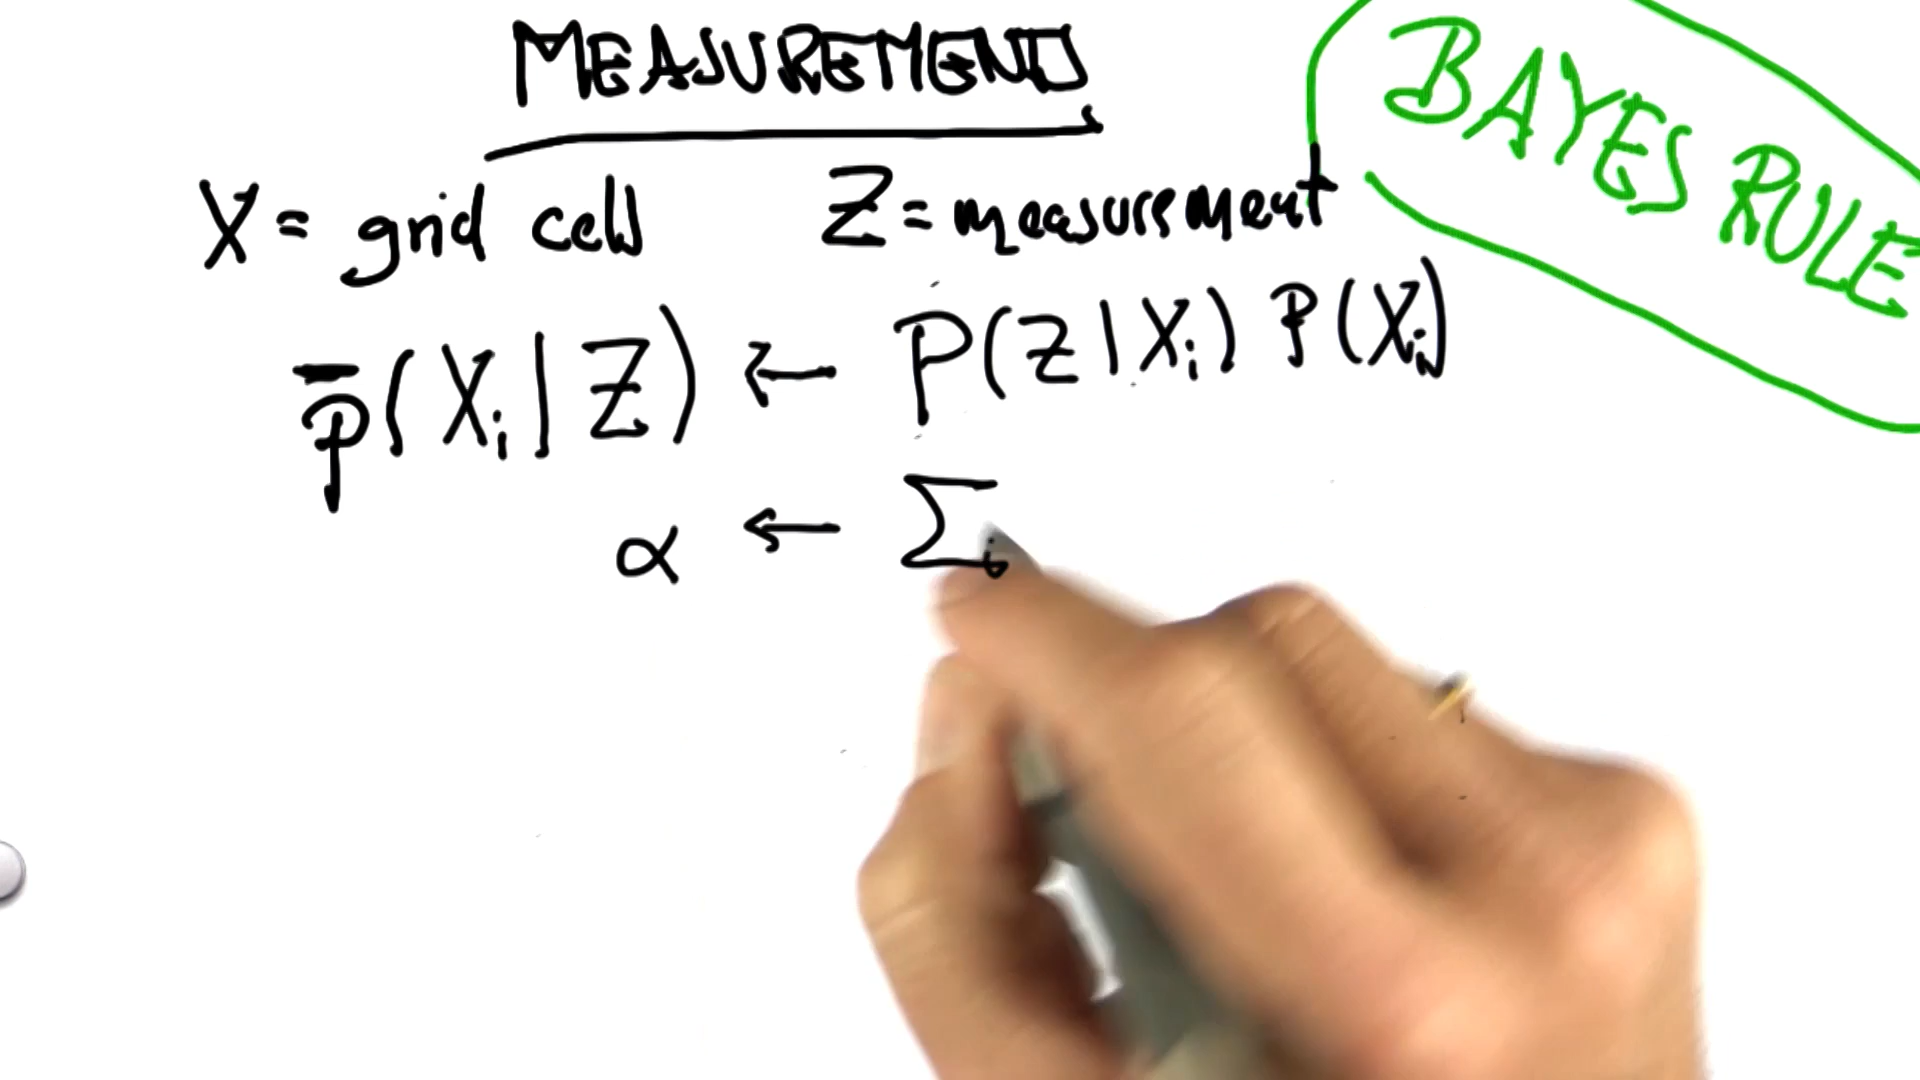 MEASUREMENT
BAYES RULE
X = grid cell Z = measurement
p̅(Xi|Z) ← P(Z|Xi) P(Xi)
α ← Σi